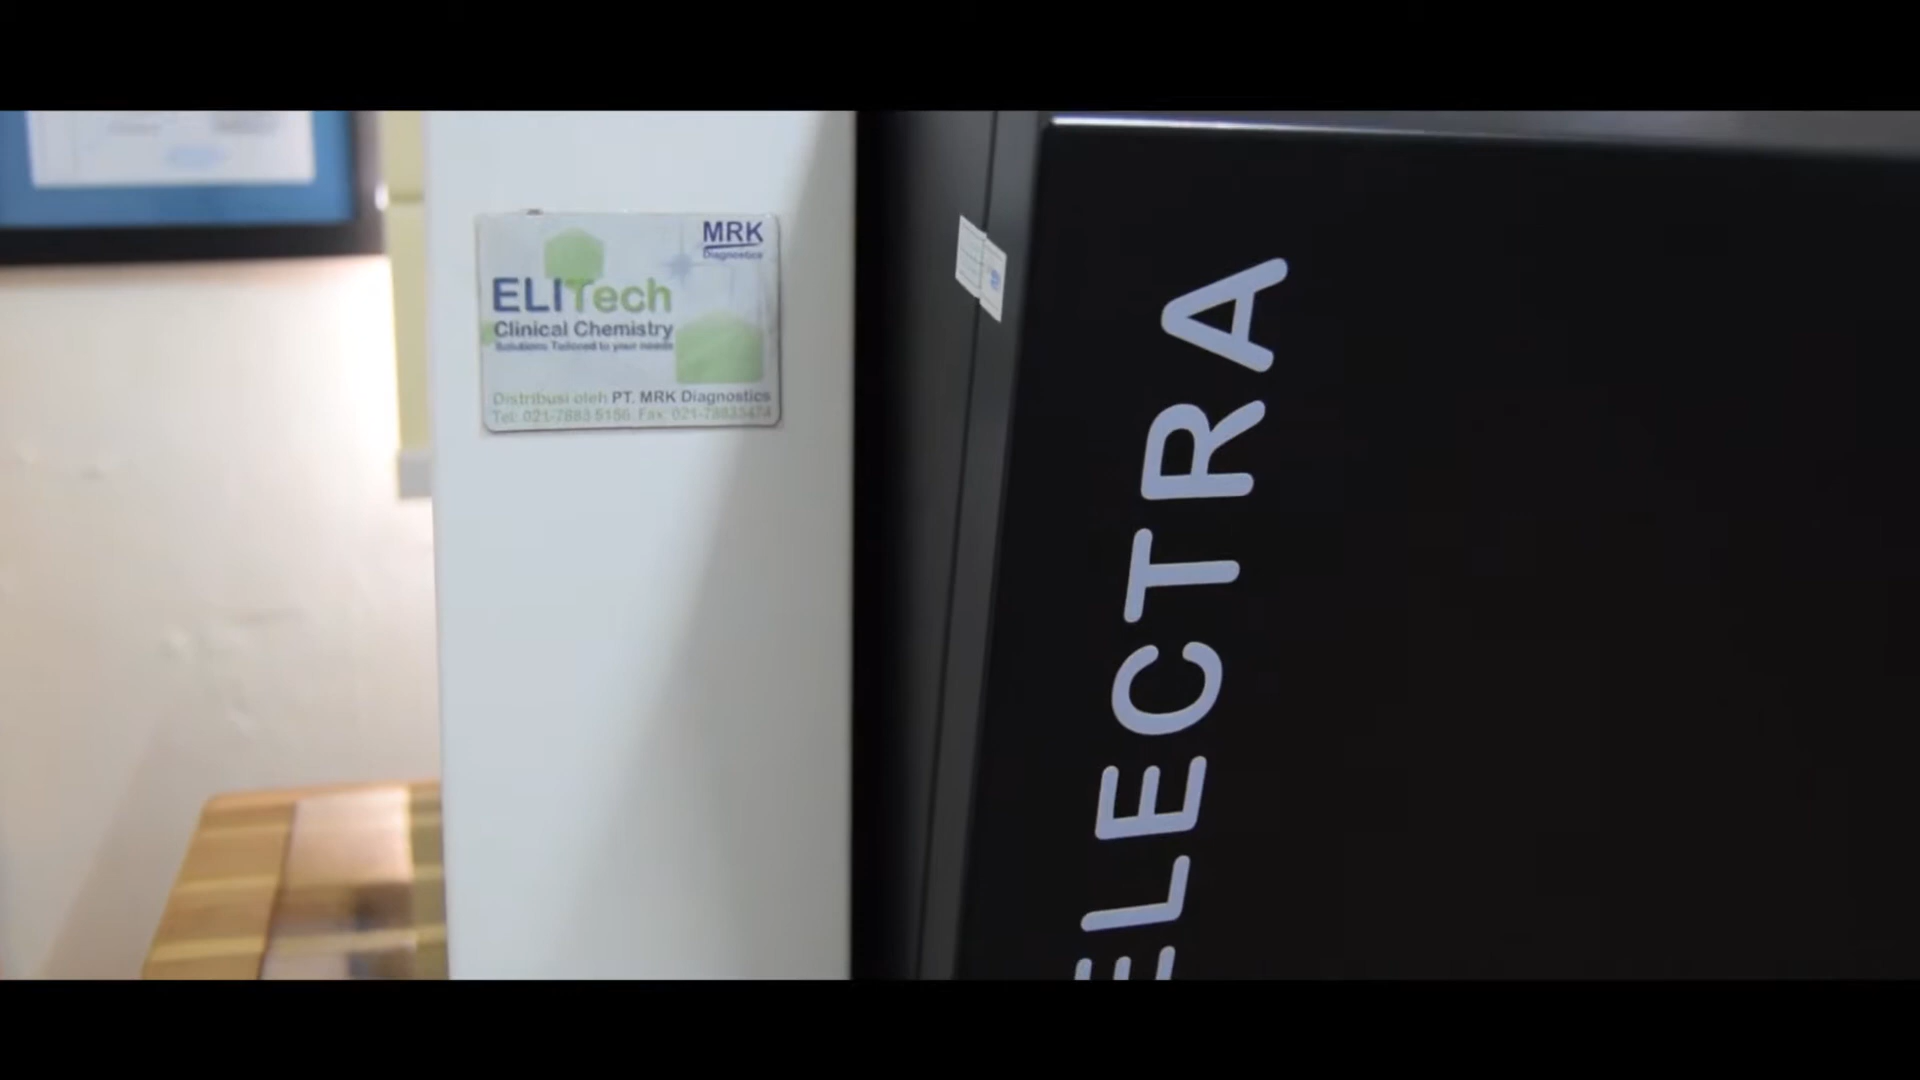 MRK
Diagnostics
ELITech
Clinical Chemistry
Solutions Tailored to your needs
Distribusi oleh PT. MRK Diagnostics
Tel: 021-7883 5156 Fax: 021-78833474
ELECTRA